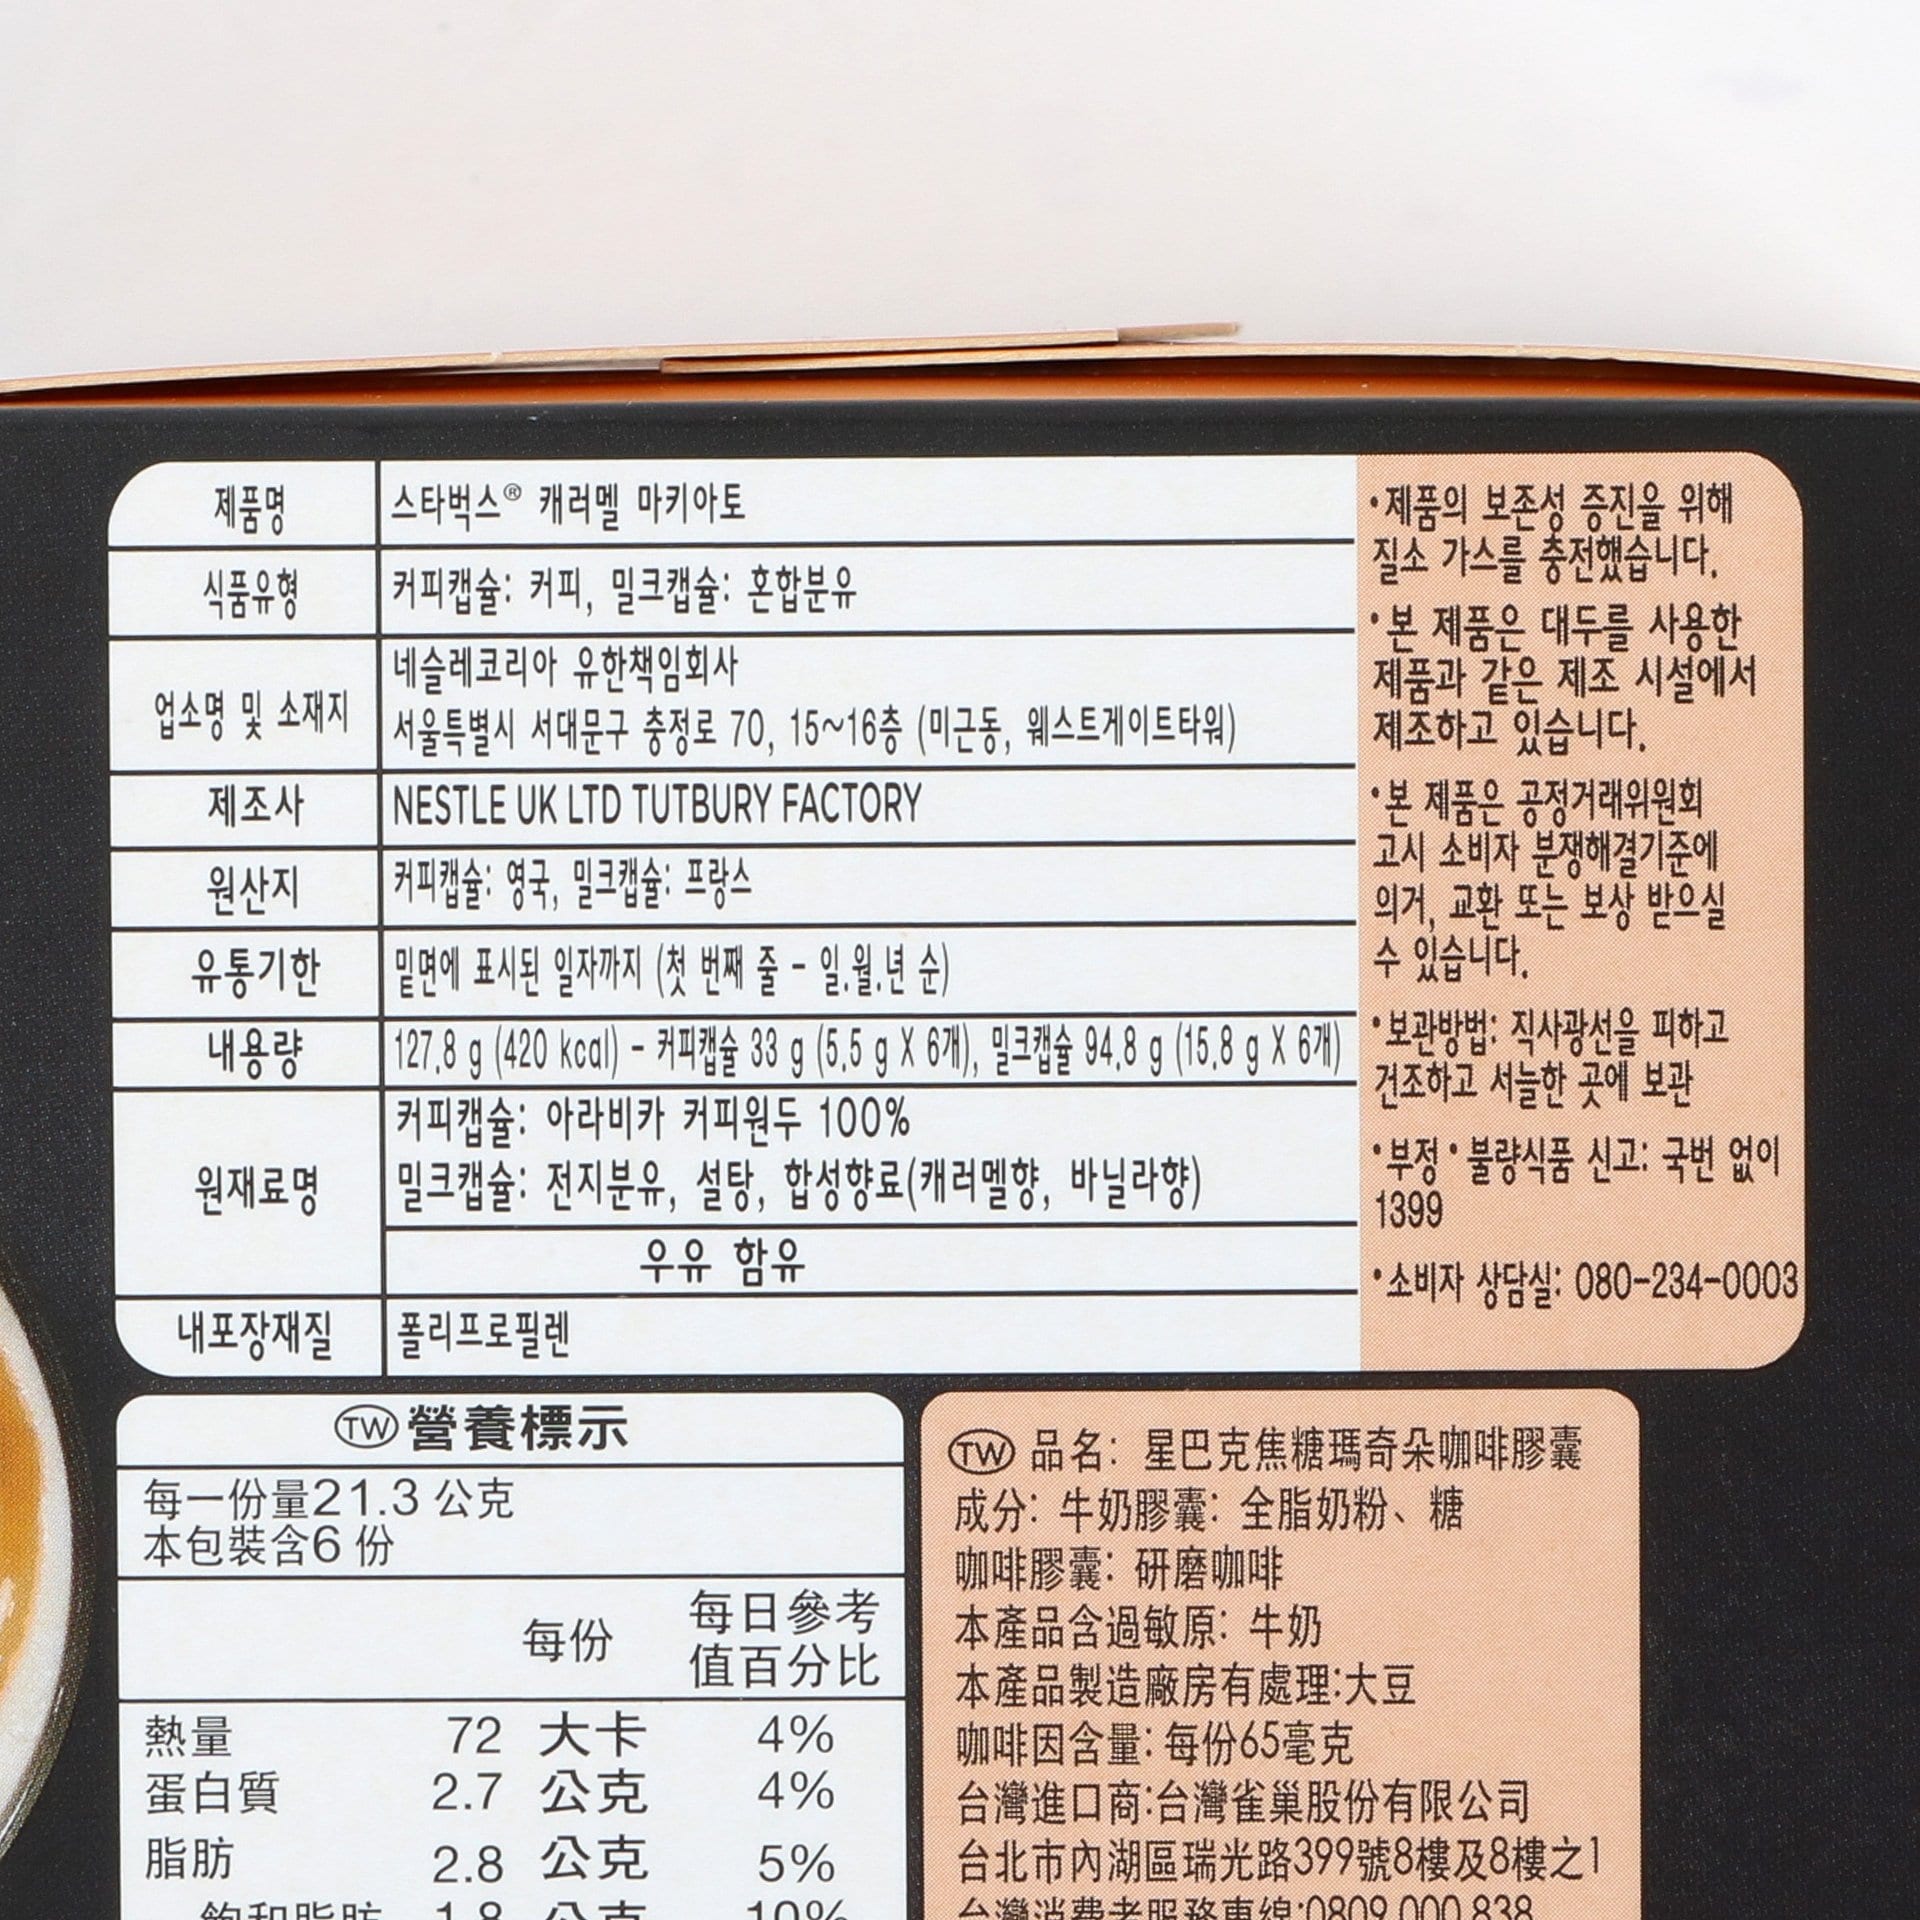 제품명 스타벅스® 캐러멜 마키아토
식품유형 커피캡슐: 커피, 밀크캡슐: 혼합분유
업소명 및 소재지 네슬레코리아 유한책임회사
서울특별시 서대문구 충정로 70, 15~16층 (미근동, 웨스트게이트타워)
제조사 NESTLE UK LTD TUTBURY FACTORY
원산지 커피캡슐: 영국, 밀크캡슐: 프랑스
유통기한 밑면에 표시된 일자까지 (첫 번째 줄 - 일.월.년 순)
내용량 127.8 g (420 kcal) - 커피캡슐 33 g (5.5 g X 6개), 밀크캡슐 94.8 g (15.8 g X 6개)
원재료명 커피캡슐: 아라비카 커피원두 100%
밀크캡슐: 전지분유, 설탕, 합성향료(캐러멜향, 바닐라향)
우유 함유
내포장재질 폴리프로필렌
•제품의 보존성 증진을 위해
질소 가스를 충전했습니다.
•본 제품은 대두를 사용한
제품과 같은 제조 시설에서
제조하고 있습니다.
•본 제품은 공정거래위원회
고시 소비자 분쟁해결기준에
의거, 교환 또는 보상 받으실
수 있습니다.
•보관방법: 직사광선을 피하고
건조하고 서늘한 곳에 보관
•부정•불량식품 신고: 국번 없이
1399
•소비자 상담실: 080-234-0003
TW 營養標示
每一份量21.3 公克
本包裝含6 份
每份 每日參考
值百分比
熱量 72 大卡 4%
蛋白質 2.7 公克 4%
脂肪 2.8 公克 5%
飽和脂肪 1.8 公克 10%
TW 品名: 星巴克焦糖瑪奇朵咖啡膠囊
成分: 牛奶膠囊: 全脂奶粉、糖
咖啡膠囊: 研磨咖啡
本產品含過敏原: 牛奶
本產品製造廠房有處理:大豆
咖啡因含量: 每份65毫克
台灣進口商:台灣雀巢股份有限公司
台北市內湖區瑞光路399號8樓及8樓之1
台灣消費者服務專線:0809 000 838